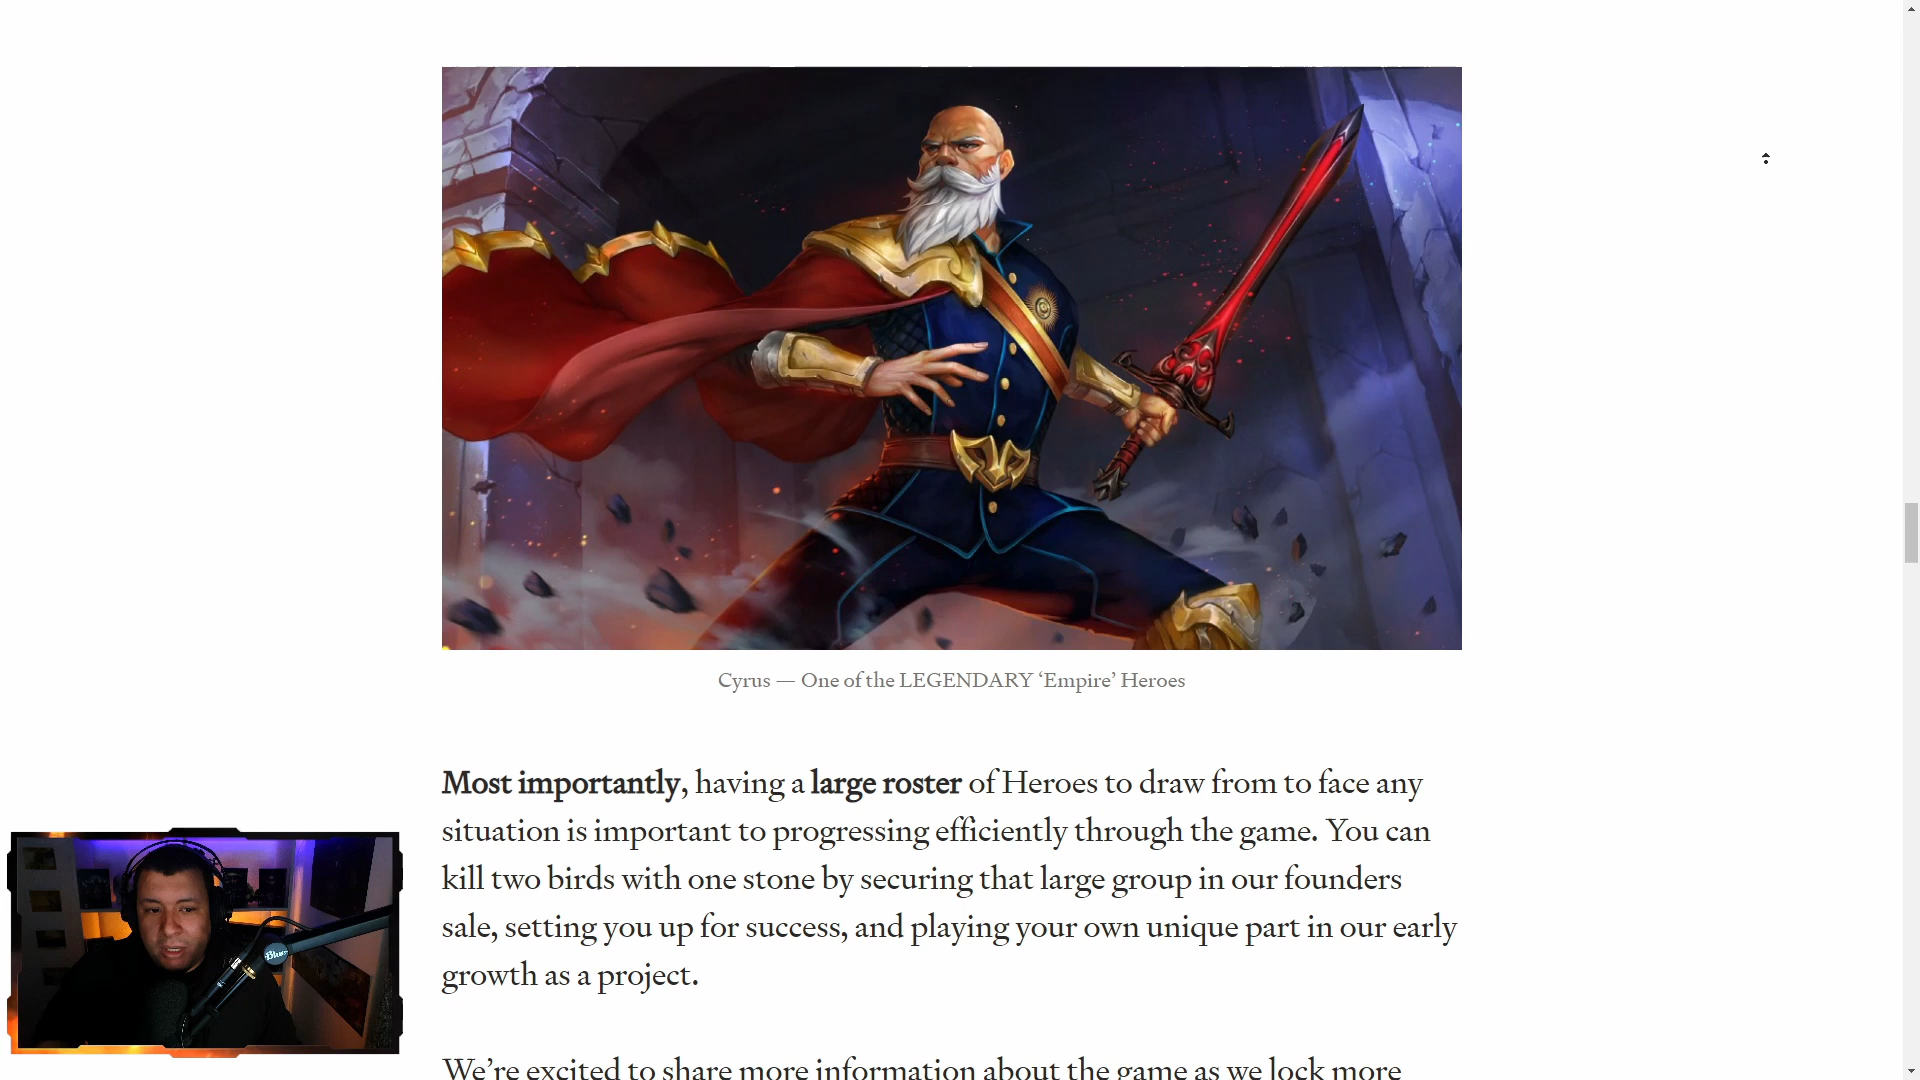 Cyrus — One of the LEGENDARY ‘Empire’ Heroes
Most importantly, having a large roster of Heroes to draw from to face any
situation is important to progressing efficiently through the game. You can
kill two birds with one stone by securing that large group in our founders
sale, setting you up for success, and playing your own unique part in our early
growth as a project.
We’re excited to share more information about the game as we lock more
Blue